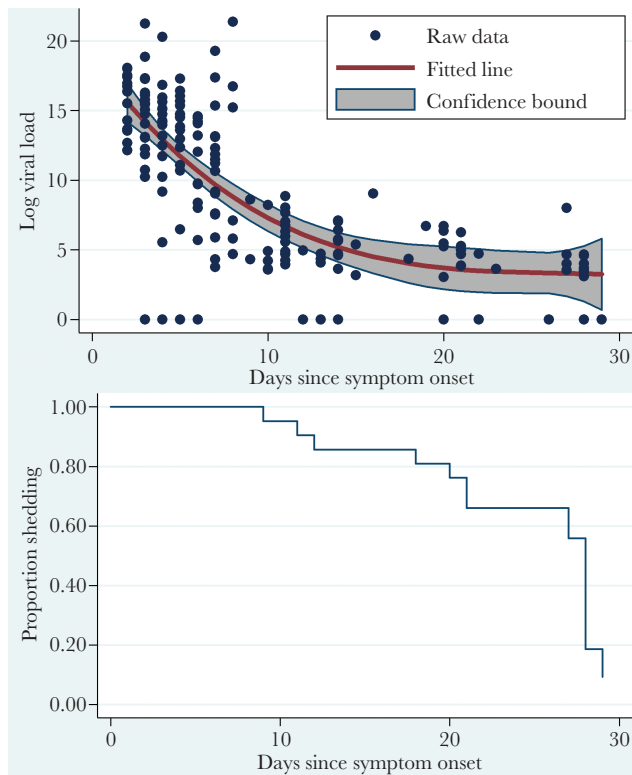 20
15
10
5
0
Log viral load
Raw data
Fitted line
Confidence bound
0 10 20 30
Days since symptom onset
1.00
0.80
0.60
0.40
0.20
0.00
Proportion shedding
0 10 20 30
Days since symptom onset